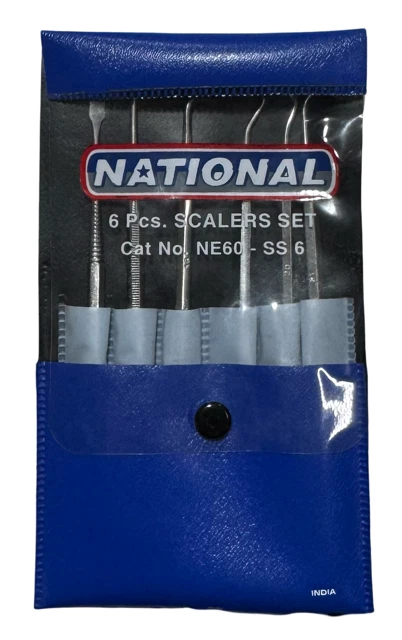 NATIONAL
6 Pcs. SCALERS SET
Cat No. NE60 - SS 6
INDIA